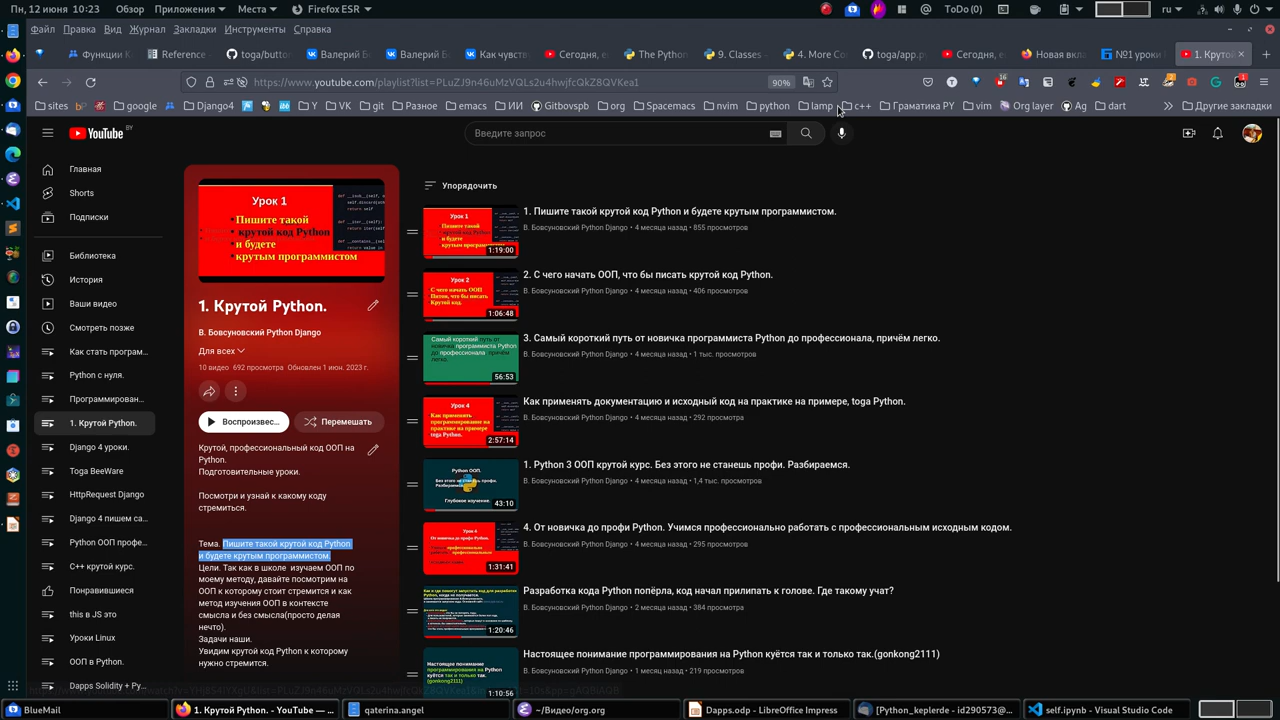 Пн, 12 июня 10:23 Обзор Приложения Места Firefox ESR ToDo (0) ru
Файл Правка Вид Журнал Закладки Инструменты Справка
Функции К Reference - toga/button Валерий Б Валерий Б Как чувств Сегодня, е The Python 9. Classes - 4. More Co toga/app.p Сегодня, е Новая вкла №1 уроки 1. Крутой
https://www.youtube.com/playlist?list=PLuZJ9n46uMzVQLs2u4hwjfcQkZ8QVKea1 90%
sites bp google Django4 Y VK git Разное emacs ИИ Gitbovspb org Spacemacs nvim python lamp c++ Граматика РУ vim Org layer Ag dart Другие закладки
YouTube BY
Введите запрос
Главная
Shorts
Подписки
Библиотека
История
Ваши видео
Смотреть позже
Как стать програм...
Python с нуля.
Программирован...
1. Крутой Python.
Django 4 уроки.
Toga BeeWare
HttpRequest Django
Django 4 пишем са...
Python ООП профе...
C++ крутой курс.
Понравившиеся
this в JS это
Уроки Linux
ООП в Python.
Dapps Solidity + Py...
Урок 1
Пишите такой
крутой код Python
и будете
крутым программистом
1. Крутой Python.
В. Бовсуновский Python Django
Для всех
10 видео 692 просмотра Обновлен 1 июн. 2023 г.
Воспроизвес... Перемешать
Крутой, профессиональный код ООП на
Python.
Подготовительные уроки.
Посмотри и узнай к какому коду
стремиться.
Тема. Пишите такой крутой код Python
и будете крутым программистом.
Цели. Так как в школе изучаем ООП по
моему методу, давайте посмотрим на
ООП к которому стоит стремится и как
метод изучения ООП в контексте
смысла и без смысла(просто делая
нечто).
Задачи наши.
Увидим крутой код Python к которому
нужно стремится.
Упорядочить
1:19:00
1. Пишите такой крутой код Python и будете крутым программистом.
В. Бовсуновский Python Django • 4 месяца назад • 855 просмотров
1:06:48
2. С чего начать ООП, что бы писать крутой код Python.
В. Бовсуновский Python Django • 4 месяца назад • 406 просмотров
56:53
3. Самый короткий путь от новичка программиста Python до профессионала, причём легко.
В. Бовсуновский Python Django • 4 месяца назад • 1 тыс. просмотров
2:57:14
Как применять документацию и исходный код на практике на примере, toga Python.
В. Бовсуновский Python Django • 4 месяца назад • 292 просмотра
43:10
1. Python 3 ООП крутой курс. Без этого не станешь профи. Разбираемся.
В. Бовсуновский Python Django • 4 месяца назад • 1,4 тыс. просмотров
1:31:41
4. От новичка до профи Python. Учимся профессионально работать с профессиональным исходным кодом.
В. Бовсуновский Python Django • 4 месяца назад • 295 просмотров
1:20:46
Разработка кода Python попёрла, код начал приходить к голове. Где такому учат?
В. Бовсуновский Python Django • 2 месяца назад • 384 просмотра
1:10:56
Настоящее понимание программирования на Python куётся так и только так.(gonkong2111)
В. Бовсуновский Python Django • 1 месяц назад • 219 просмотров
BlueMail 1. Крутой Python. - YouTube — ... qaterina.angel ~/Видео/org.org Dapps.odp - LibreOffice Impress [Python_keplerde - id290573@... self.ipynb - Visual Studio Code